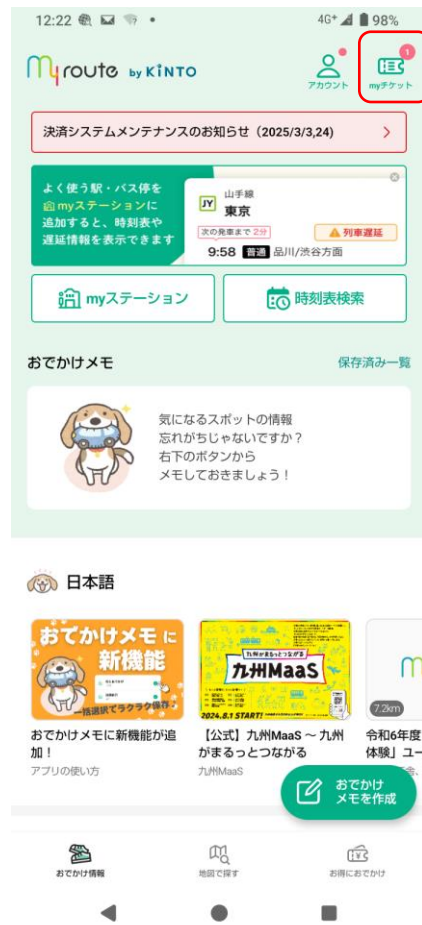 12:22
4G+
98%
my route by KINTO
アカウント
1
myチケット
決済システムメンテナンスのお知らせ（2025/3/3,24）
よく使う駅・バス停を
myステーションに
追加すると、時刻表や
遅延情報を表示できます
JY
山手線
東京
次の発車まで 2分
列車遅延
9:58 普通 品川/渋谷方面
myステーション
時刻表検索
おでかけメモ
保存済み一覧
気になるスポットの情報
忘れがちじゃないですか？
右下のボタンから
メモしておきましょう！
日本語
おでかけメモに
新機能
一括選択でラクラク保存！
九州がまるっとつながる
九州MaaS
2024.8.1 START!
7.2km
おでかけメモに新機能が追
加！
アプリの使い方
【公式】九州MaaS ～ 九州
がまるっとつながる
九州MaaS
令和6年度
体験」ユー
おでかけ
メモを作成
おでかけ情報
地図で探す
お得におでかけ